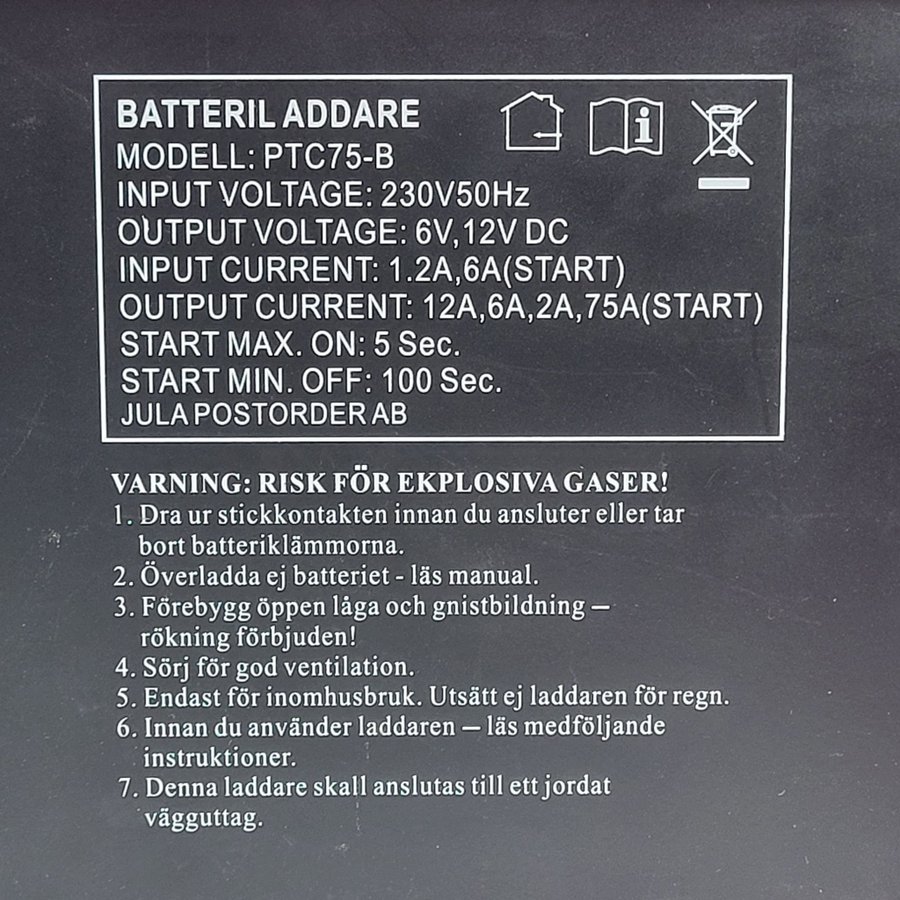 BATTERILADDARE
MODELL: PTC75-B
INPUT VOLTAGE: 230V50Hz
OUTPUT VOLTAGE: 6V,12V DC
INPUT CURRENT: 1.2A,6A(START)
OUTPUT CURRENT: 12A,6A,2A,75A(START)
START MAX. ON: 5 Sec.
START MIN. OFF: 100 Sec.
JULA POSTORDER AB
VARNING: RISK FÖR EKPLOSIVA GASER!
1. Dra ur stickkontakten innan du ansluter eller tar
bort batteriklämmorna.
2. Överladda ej batteriet - läs manual.
3. Förebygg öppen låga och gnistbildning –
rökning förbjuden!
4. Sörj för god ventilation.
5. Endast för inomhusbruk. Utsätt ej laddaren för regn.
6. Innan du använder laddaren – läs medföljande
instruktioner.
7. Denna laddare skall anslutas till ett jordat
vägguttag.